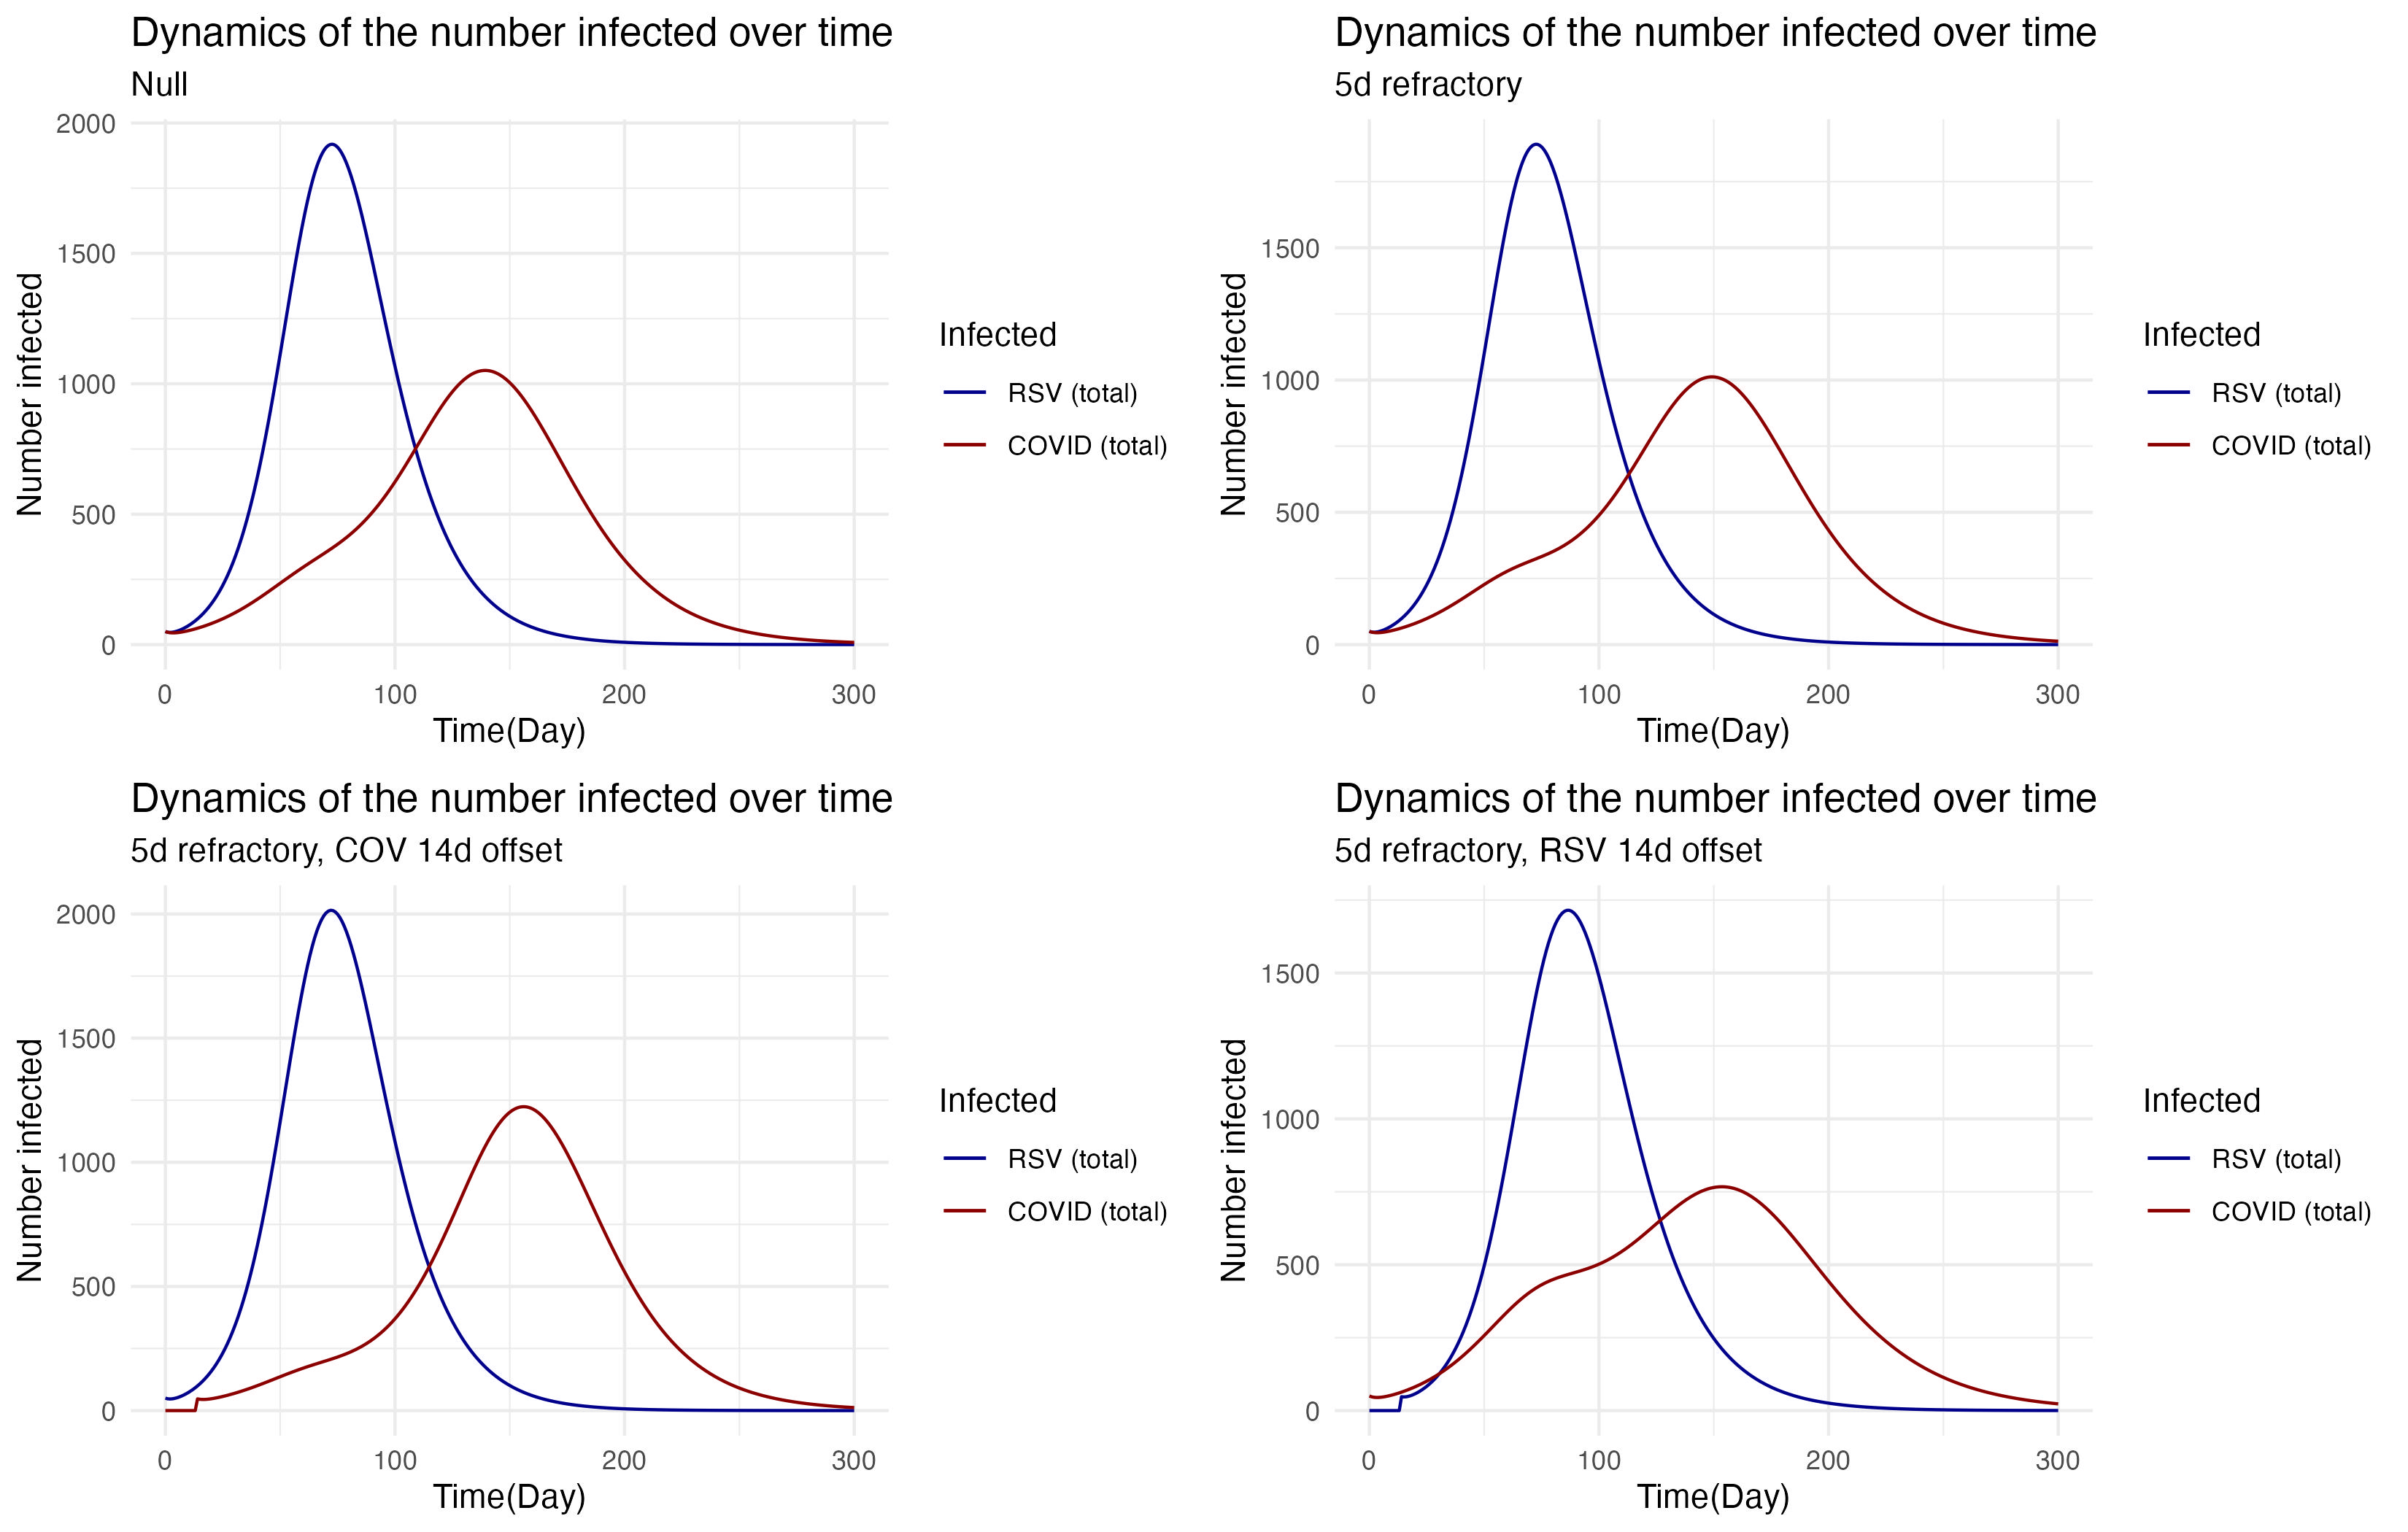 Dynamics of the number infected over time
Null
2000
1500
1000
500
0
Number infected
0 100 200 300
Time(Day)
Infected
RSV (total)
COVID (total)
Dynamics of the number infected over time
5d refractory
1500
1000
500
0
Number infected
0 100 200 300
Time(Day)
Infected
RSV (total)
COVID (total)
Dynamics of the number infected over time
5d refractory, COV 14d offset
2000
1500
1000
500
0
Number infected
0 100 200 300
Time(Day)
Infected
RSV (total)
COVID (total)
Dynamics of the number infected over time
5d refractory, RSV 14d offset
1500
1000
500
0
Number infected
0 100 200 300
Time(Day)
Infected
RSV (total)
COVID (total)